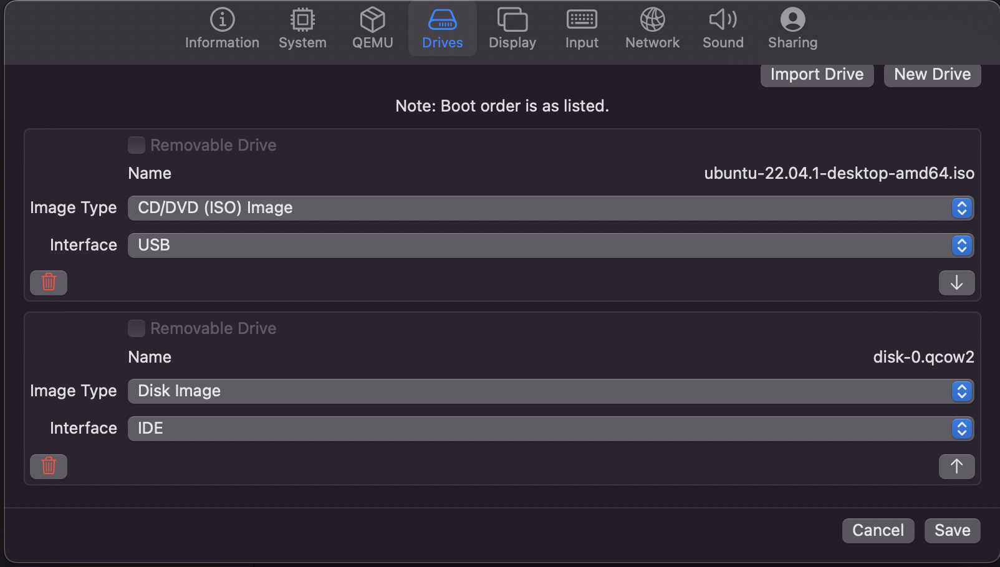 Information System QEMU Drives Display Input Network Sound Sharing
Import Drive New Drive
Note: Boot order is as listed.
Removable Drive
Name ubuntu-22.04.1-desktop-amd64.iso
Image Type CD/DVD (ISO) Image
Interface USB
Removable Drive
Name disk-0.qcow2
Image Type Disk Image
Interface IDE
Cancel Save